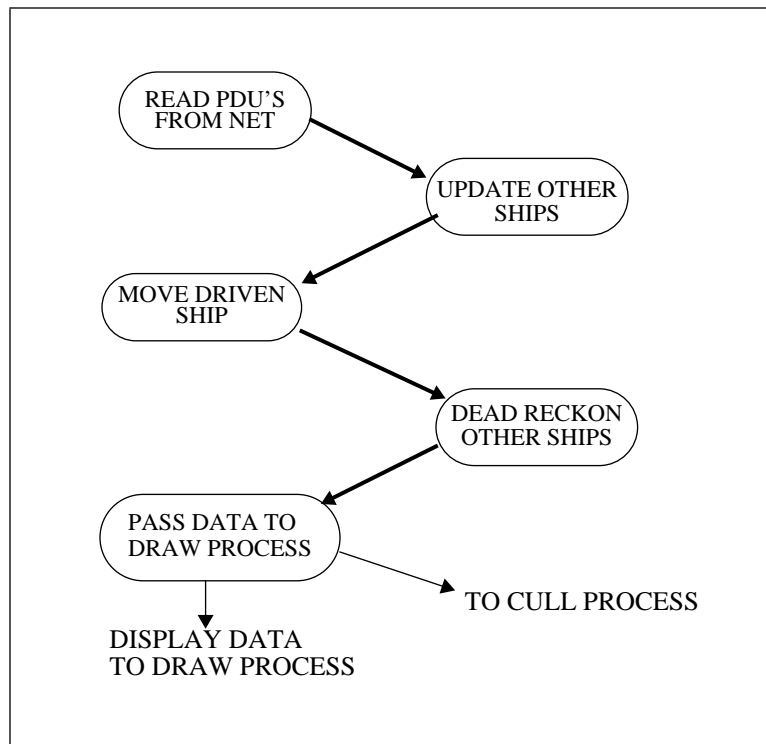 READ PDU'S
FROM NET
UPDATE OTHER
SHIPS
MOVE DRIVEN
SHIP
DEAD RECKON
OTHER SHIPS
PASS DATA TO
DRAW PROCESS
TO CULL PROCESS
DISPLAY DATA
TO DRAW PROCESS